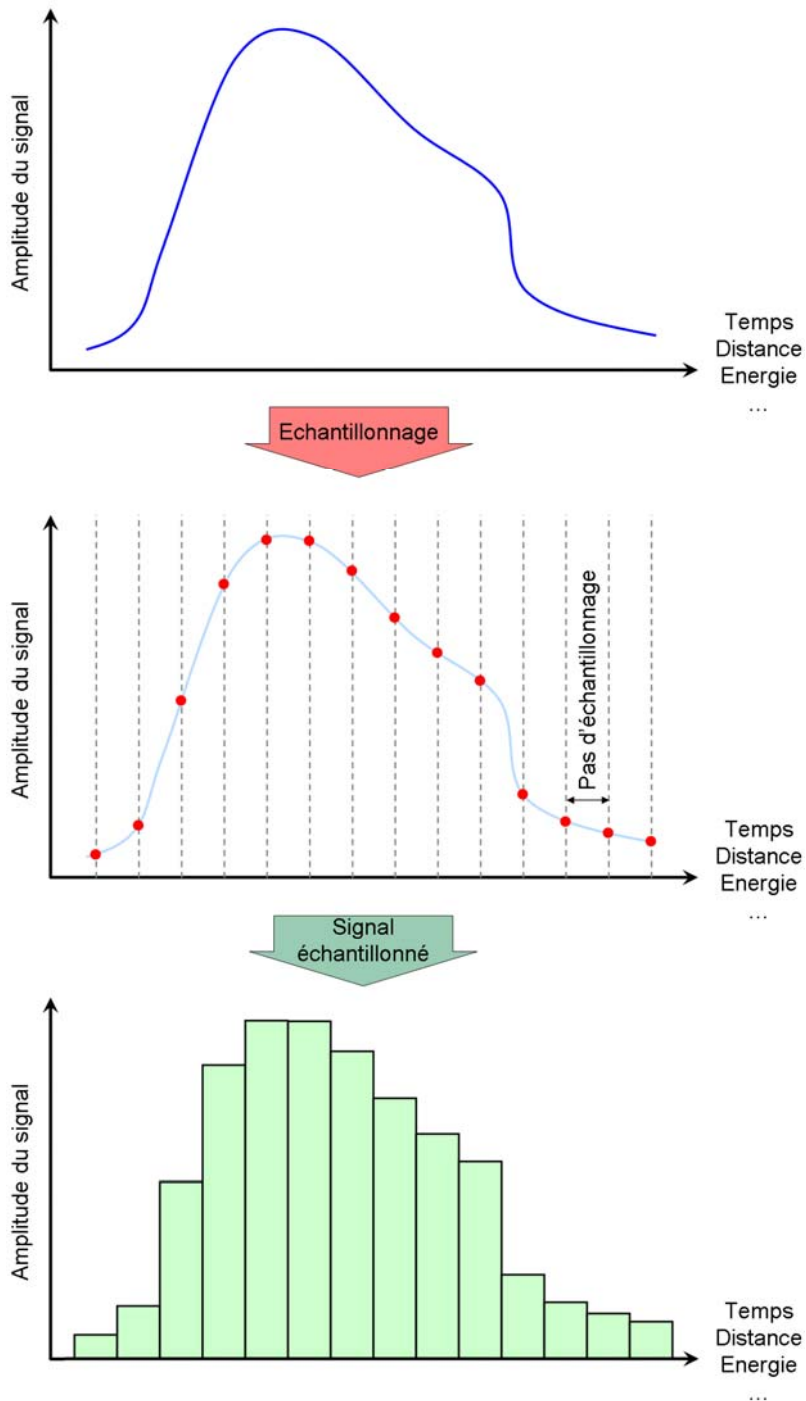 Amplitude du signal
Temps
Distance
Energie
...
Echantillonnage
Amplitude du signal
Pas d'échantillonnage
Temps
Distance
Energie
...
Signal
échantillonné
Amplitude du signal
Temps
Distance
Energie
...